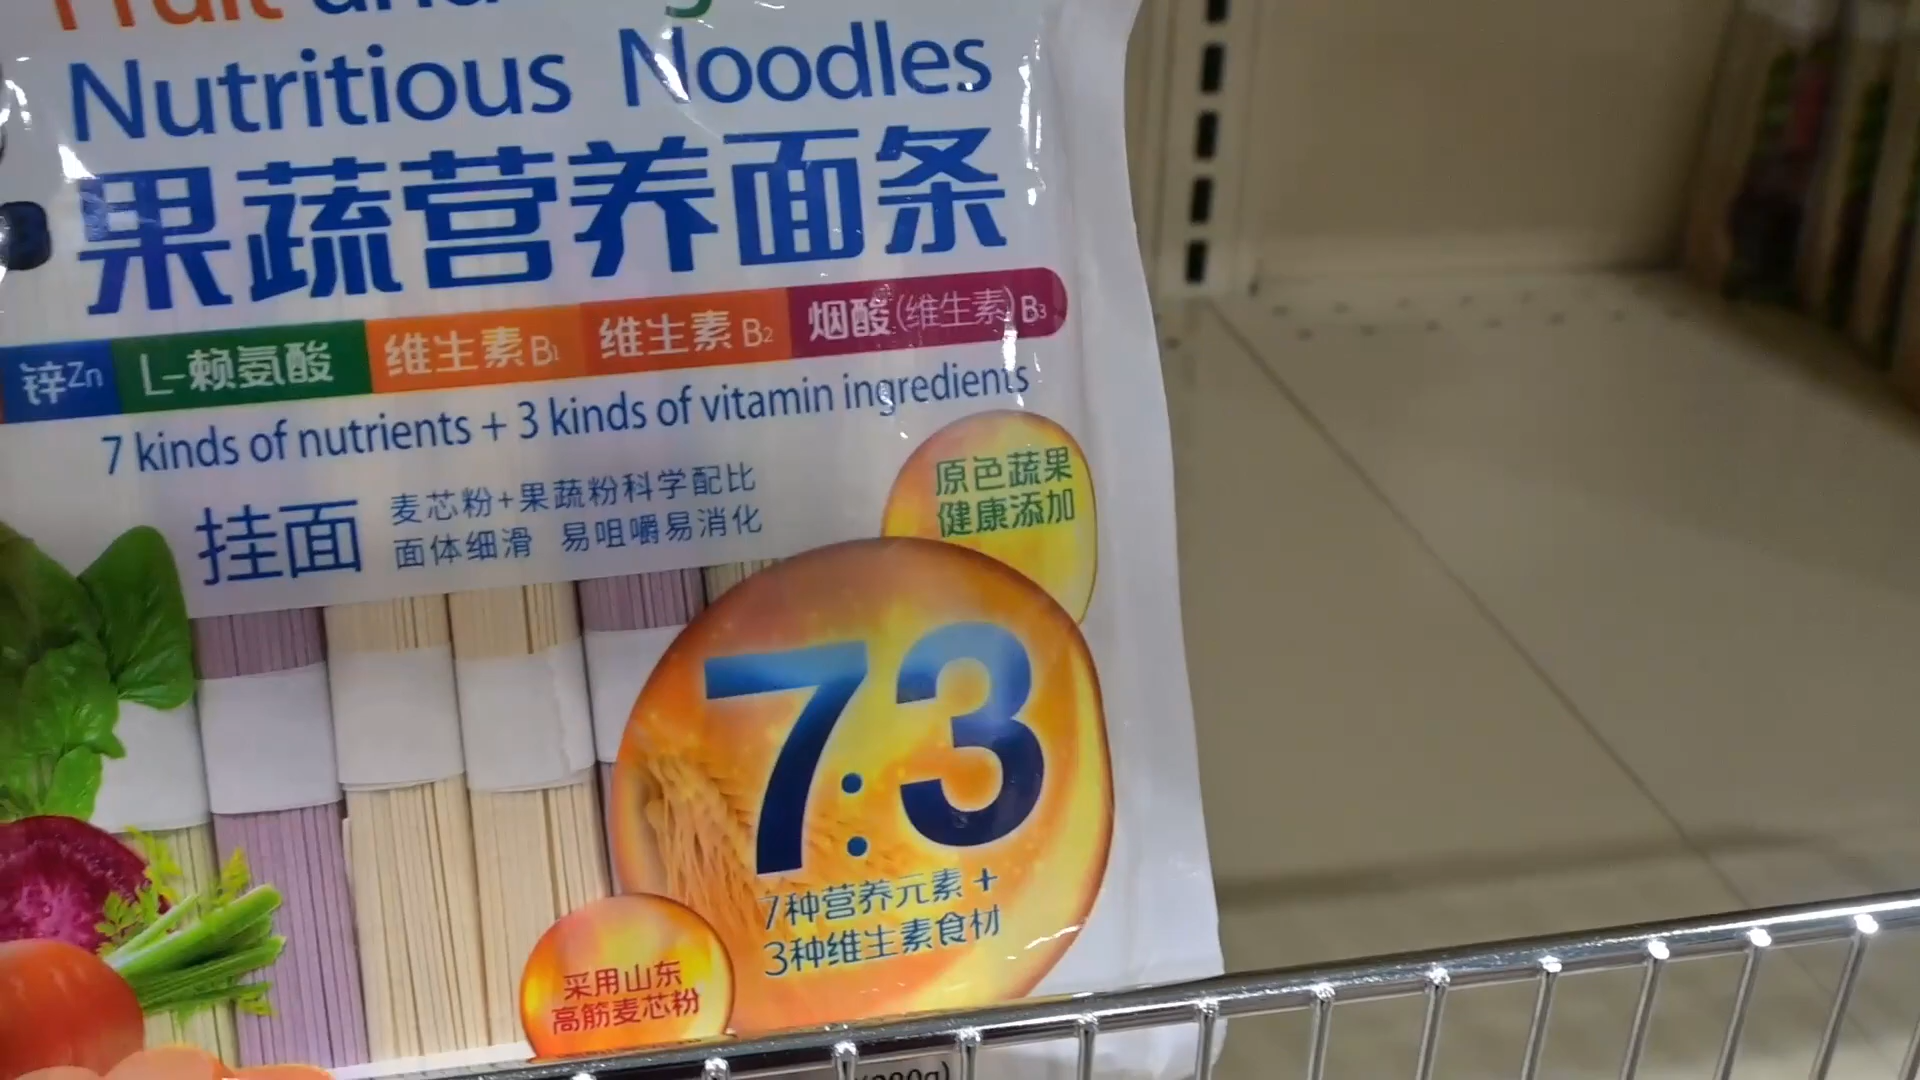 Fruit and
Nutritious Noodles
果蔬营养面条
锌Zn L-赖氨酸 维生素B1 维生素B2 烟酸(维生素)B3
7 kinds of nutrients + 3 kinds of vitamin ingredients
挂面
麦芯粉+果蔬粉科学配比
面体细滑 易咀嚼易消化
原色蔬果
健康添加
7:3
7种营养元素+
3种维生素食材
采用山东
高筋麦芯粉